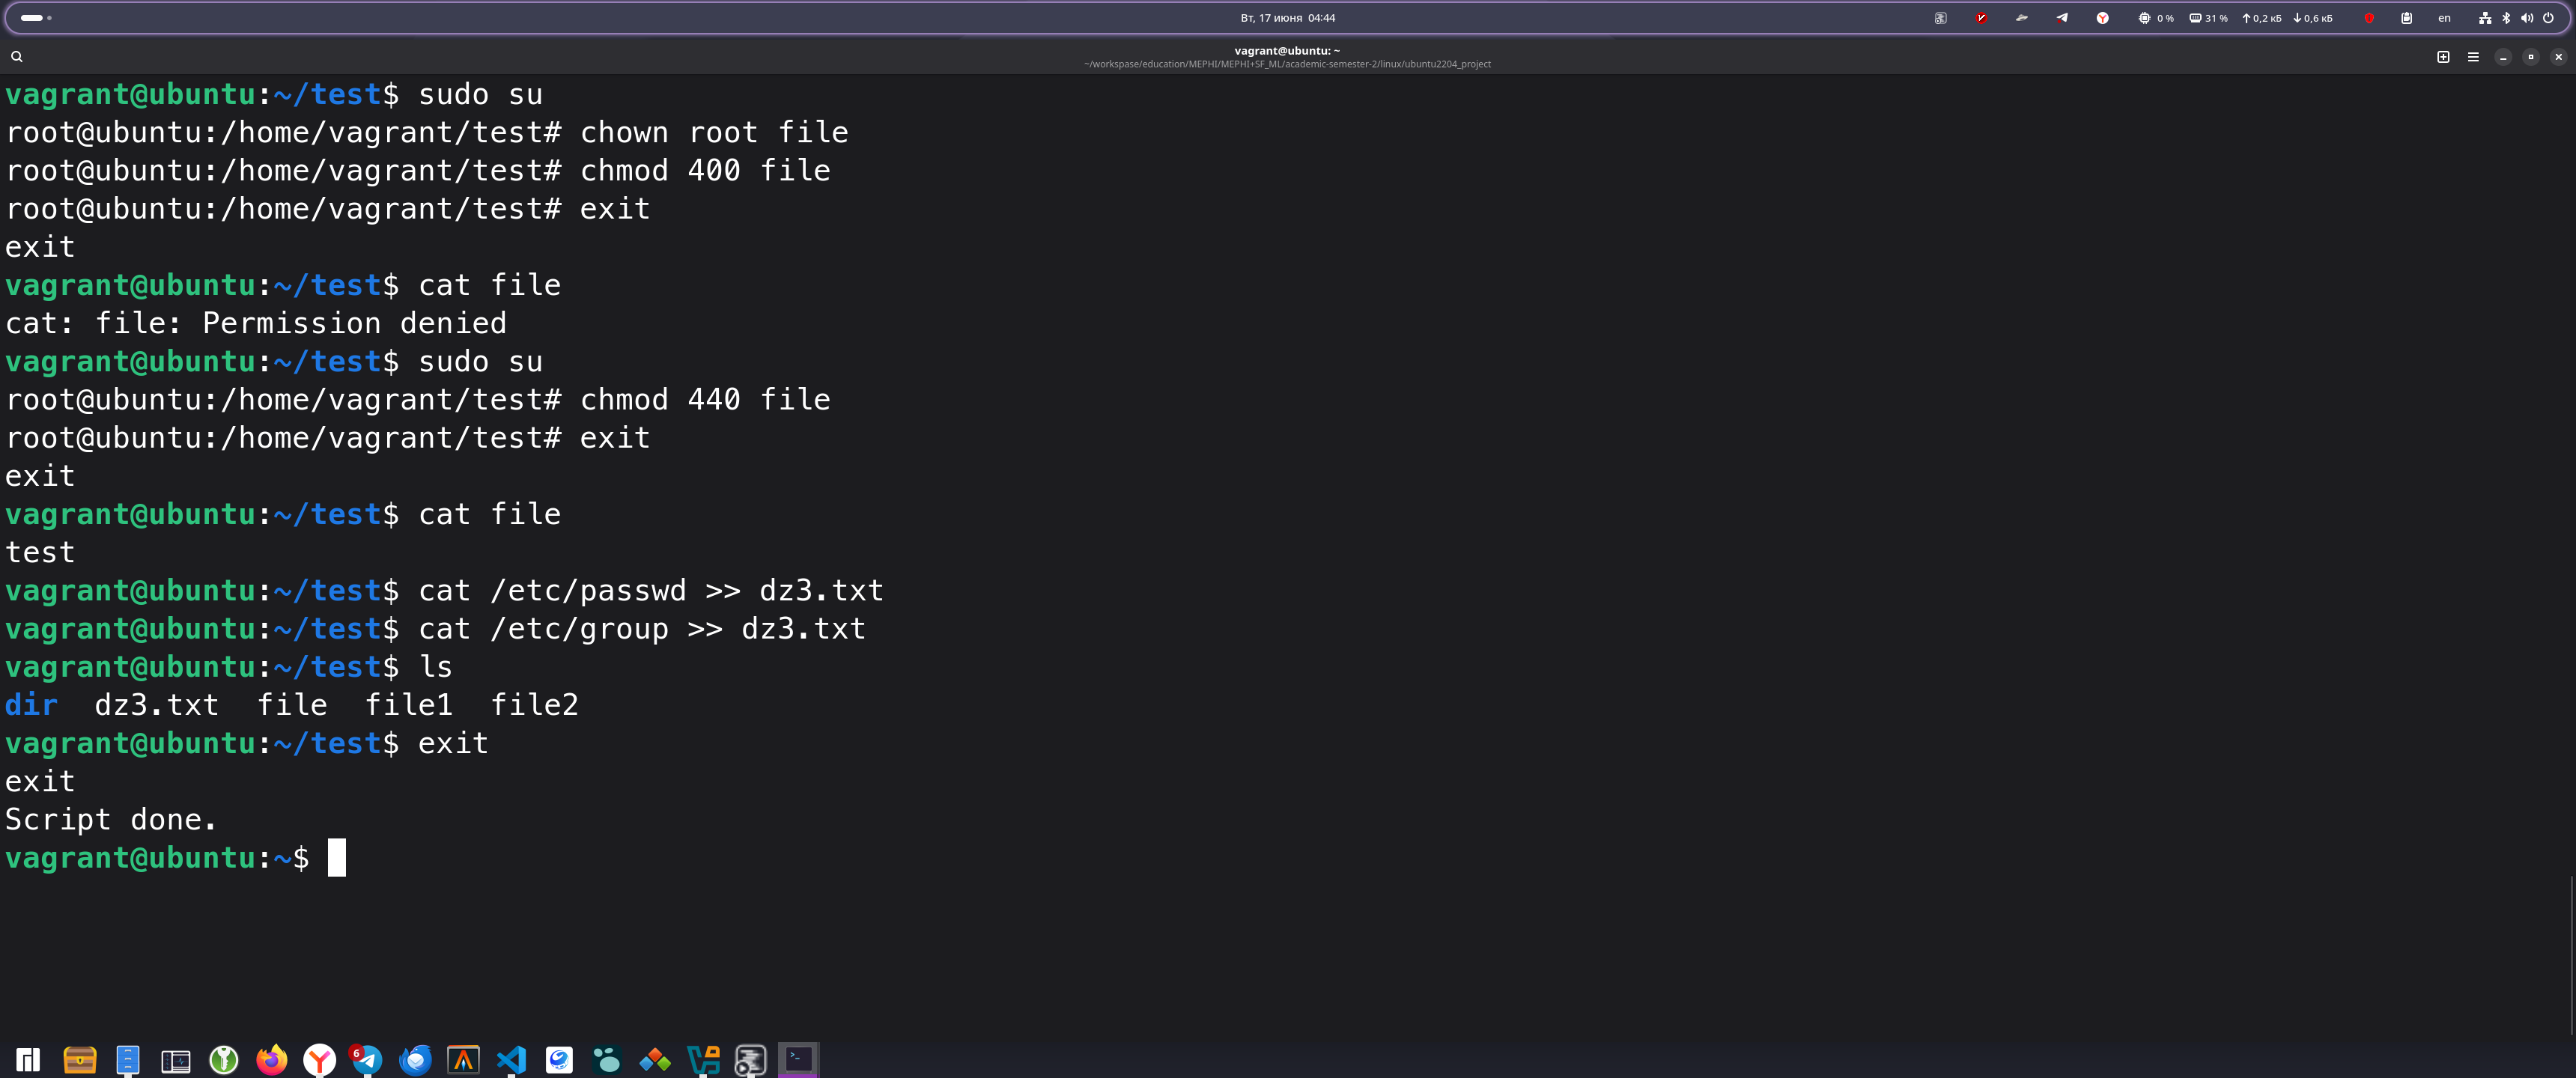 Вт, 17 июня 04:44
0 %
31 %
0,2 кБ
0,6 кБ
en
vagrant@ubuntu: ~
~/workspase/education/MEPHI/MEPHI+SF_ML/academic-semester-2/linux/ubuntu2204_project
vagrant@ubuntu:~/test$ sudo su
root@ubuntu:/home/vagrant/test# chown root file
root@ubuntu:/home/vagrant/test# chmod 400 file
root@ubuntu:/home/vagrant/test# exit
exit
vagrant@ubuntu:~/test$ cat file
cat: file: Permission denied
vagrant@ubuntu:~/test$ sudo su
root@ubuntu:/home/vagrant/test# chmod 440 file
root@ubuntu:/home/vagrant/test# exit
exit
vagrant@ubuntu:~/test$ cat file
test
vagrant@ubuntu:~/test$ cat /etc/passwd >> dz3.txt
vagrant@ubuntu:~/test$ cat /etc/group >> dz3.txt
vagrant@ubuntu:~/test$ ls
dir  dz3.txt  file  file1  file2
vagrant@ubuntu:~/test$ exit
exit
Script done.
vagrant@ubuntu:~$
6